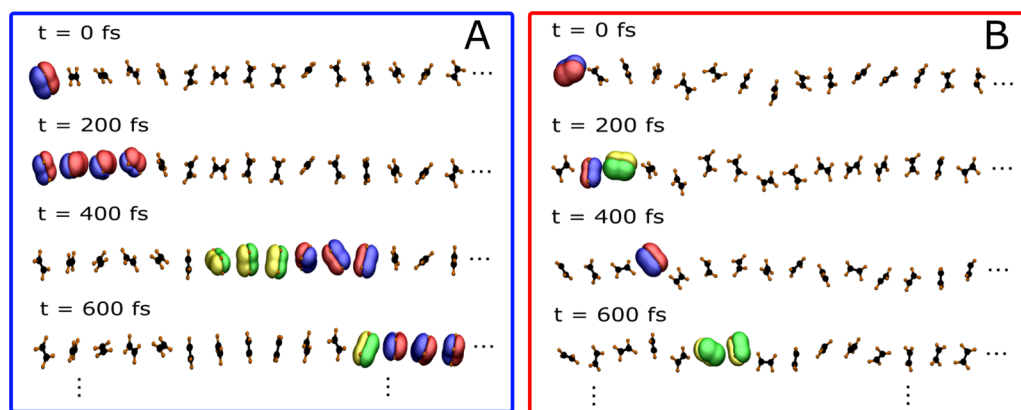 A
t = 0 fs
...
t = 200 fs
...
t = 400 fs
...
t = 600 fs
...
B
t = 0 fs
...
t = 200 fs
...
t = 400 fs
...
t = 600 fs
...